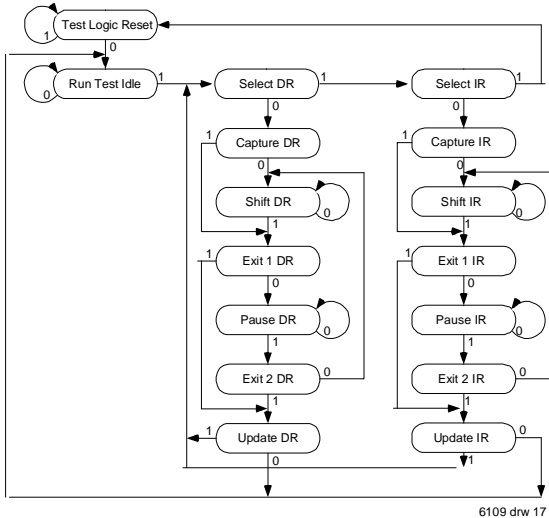 Test Logic Reset
1
0
Run Test Idle
0
1
Select DR
1
Select IR
1
0
0
1
Capture DR
1
Capture IR
0
0
Shift DR
0
Shift IR
0
1
1
1
Exit 1 DR
1
Exit 1 IR
0
0
Pause DR
0
Pause IR
0
1
1
Exit 2 DR
0
Exit 2 IR
0
1
1
1
Update DR
Update IR
0
0
1
6109 drw 17